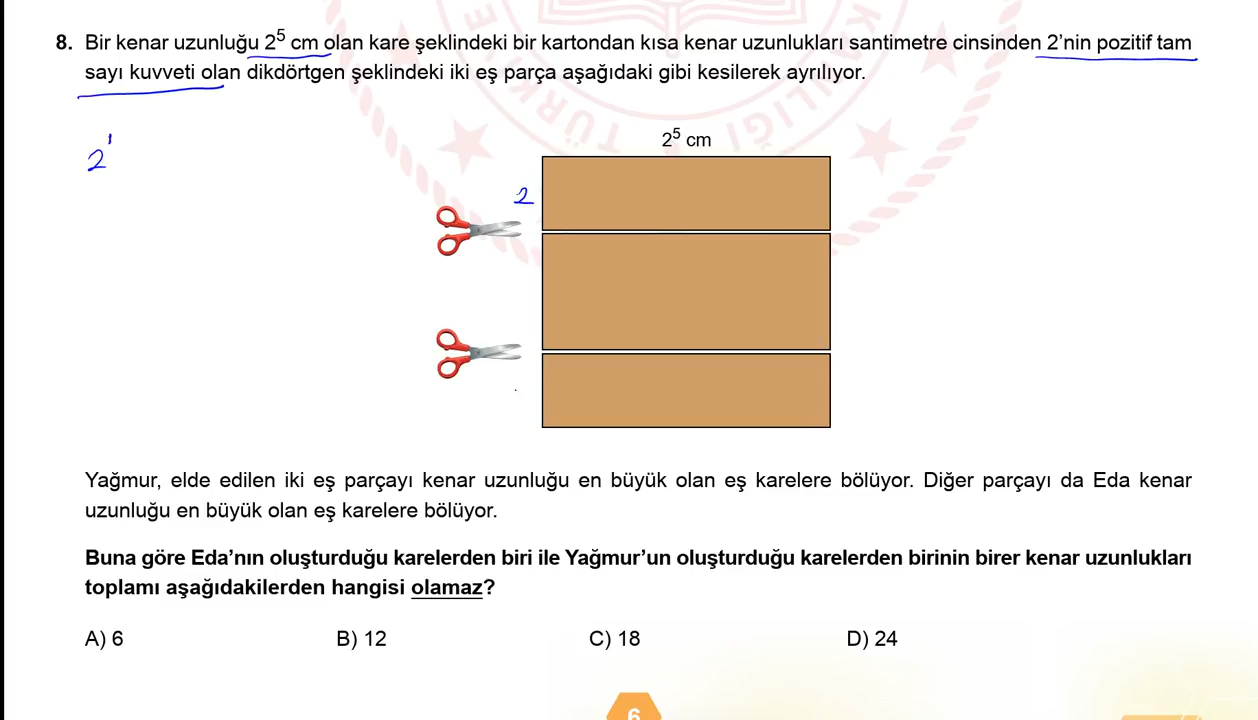 8. Bir kenar uzunluğu 2⁵ cm olan kare şeklindeki bir kartondan kısa kenar uzunlukları santimetre cinsinden 2'nin pozitif tam
sayı kuvveti olan dikdörtgen şeklindeki iki eş parça aşağıdaki gibi kesilerek ayrılıyor.
2⁵ cm
2¹
2
Yağmur, elde edilen iki eş parçayı kenar uzunluğu en büyük olan eş karelere bölüyor. Diğer parçayı da Eda kenar
uzunluğu en büyük olan eş karelere bölüyor.
Buna göre Eda'nın oluşturduğu karelerden biri ile Yağmur'un oluşturduğu karelerden birinin birer kenar uzunlukları
toplamı aşağıdakilerden hangisi olamaz?
A) 6 B) 12 C) 18 D) 24
6